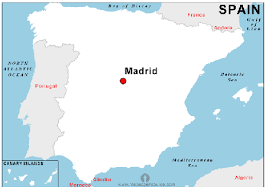 SPAIN
Bay of Biscay
France
Gulf of
Lion
Andorra
NORTH
ATLANTIC
OCEAN
Madrid
Balearic Sea
Portugal
Mediterranean
Sea
CANARY ISLANDS
Ceuta
Algeria
Morocco